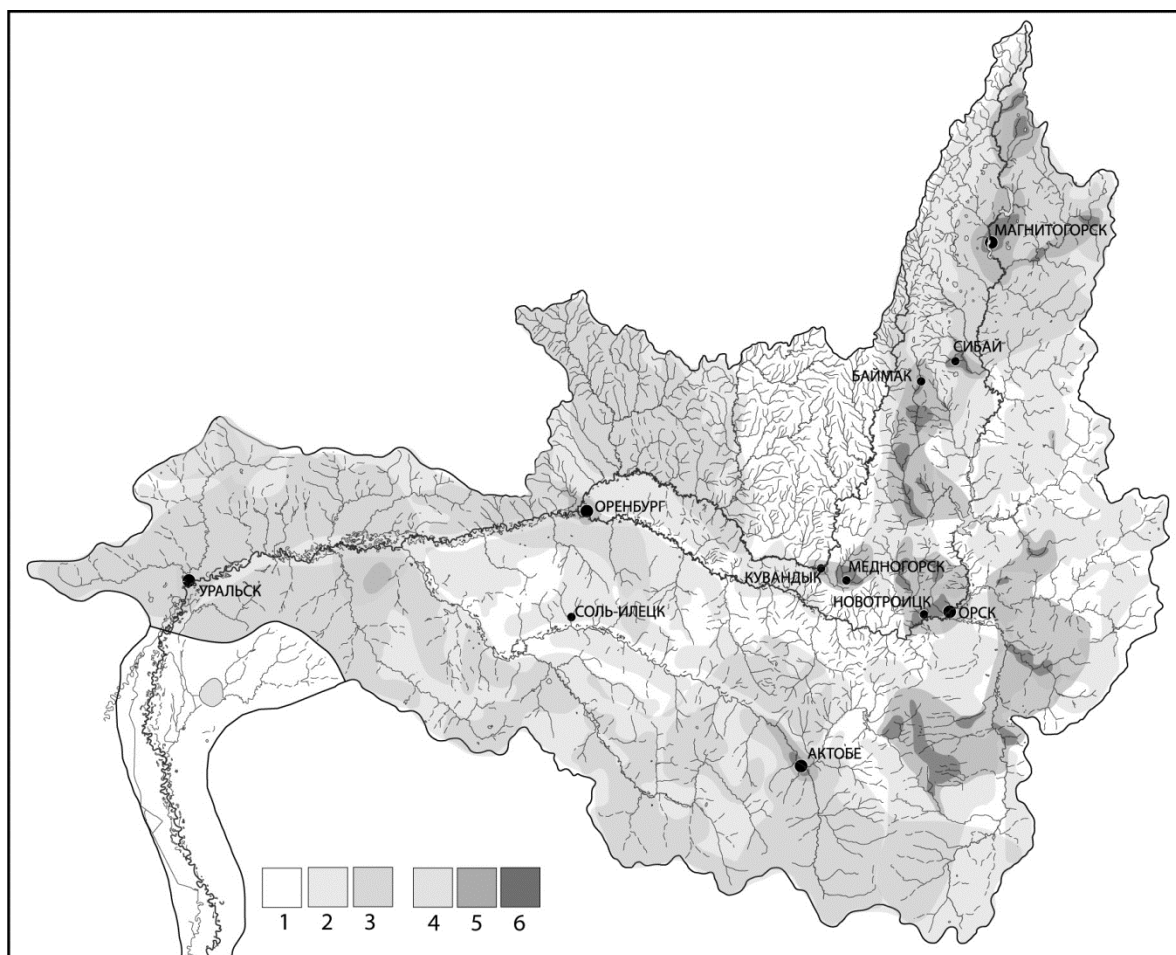 МАГНИТОГОРСК
СИБАЙ
БАЙМАК
ОРЕНБУРГ
КУВАНДЫК
МЕДНОГОРСК
УРАЛЬСК
НОВОТРОИЦК
ОРСК
СОЛЬ-ИЛЕЦК
АКТОБЕ
1 2 3 4 5 6